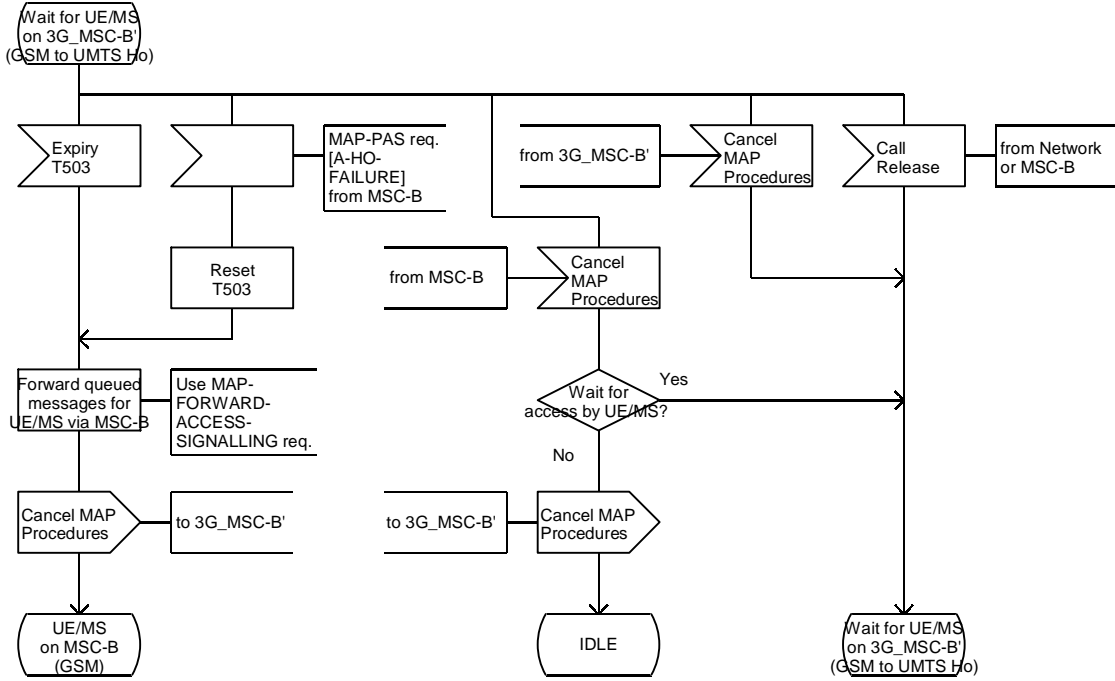 Wait for UE/MS
on 3G_MSC-B'
(GSM to UMTS Ho)
Expiry
T503
MAP-PAS req.
[A-HO-
FAILURE]
from MSC-B
from 3G_MSC-B'
Cancel
MAP
Procedures
Call
Release
from Network
or MSC-B
Reset
T503
from MSC-B
Cancel
MAP
Procedures
Forward queued
messages for
UE/MS via MSC-B
Use MAP-
FORWARD-
ACCESS-
SIGNALLING req.
Wait for
access by UE/MS?
Yes
No
Cancel MAP
Procedures
to 3G_MSC-B'
to 3G_MSC-B'
Cancel MAP
Procedures
UE/MS
on MSC-B
(GSM)
IDLE
Wait for UE/MS
on 3G_MSC-B'
(GSM to UMTS Ho)